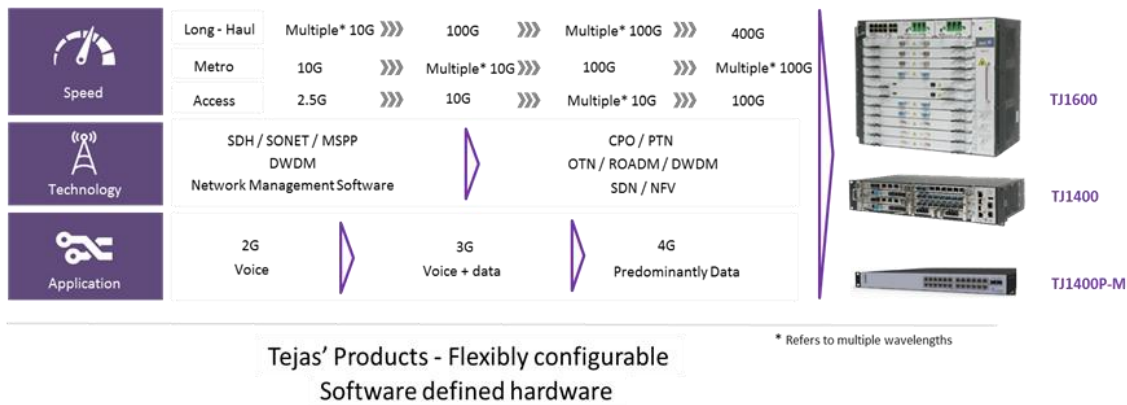 Long - Haul Multiple* 10G 100G Multiple* 100G 400G
Metro 10G Multiple* 10G 100G Multiple* 100G
Access 2.5G 10G Multiple* 10G 100G
Speed
SDH / SONET / MSPP
DWDM
Network Management Software
CPO / PTN
OTN / ROADM / DWDM
SDN / NFV
Technology
2G
Voice
3G
Voice + data
4G
Predominantly Data
Application
TJ1600
TJ1400
TJ1400P-M
* Refers to multiple wavelengths
Tejas' Products - Flexibly configurable
Software defined hardware